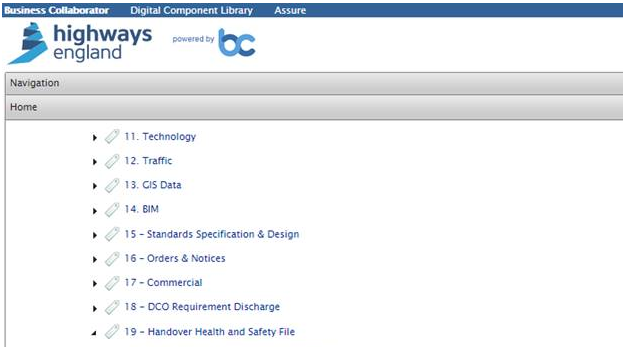 Business Collaborator Digital Component Library Assure
highways
england
powered by bc
Navigation
Home
11. Technology
12. Traffic
13. GIS Data
14. BIM
15 – Standards Specification & Design
16 – Orders & Notices
17 – Commercial
18 – DCO Requirement Discharge
19 – Handover Health and Safety File